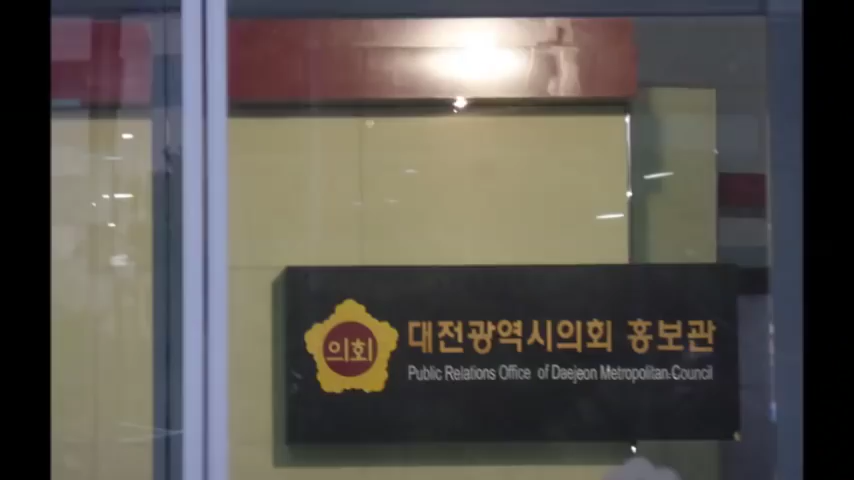 의회
대전광역시의회 홍보관
Public Relations Office of Daejeon Metropolitan Council